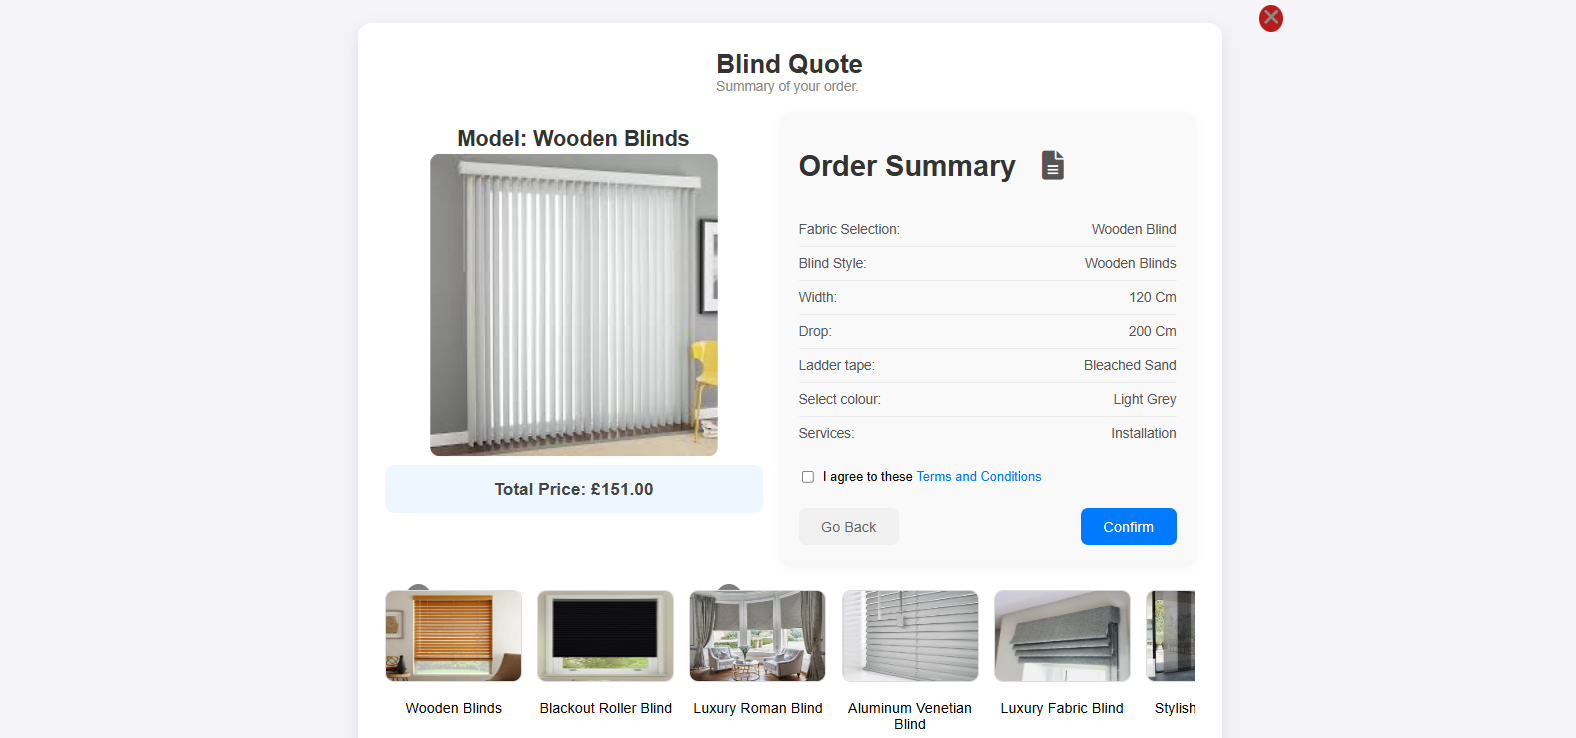 Blind Quote
Summary of your order.
Model: Wooden Blinds
Total Price: £151.00
Order Summary
Fabric Selection: Wooden Blind
Blind Style: Wooden Blinds
Width: 120 Cm
Drop: 200 Cm
Ladder tape: Bleached Sand
Select colour: Light Grey
Services: Installation
I agree to these Terms and Conditions
Go Back Confirm
Wooden Blinds
Blackout Roller Blind
Luxury Roman Blind
Aluminum Venetian
Blind
Luxury Fabric Blind
Stylish